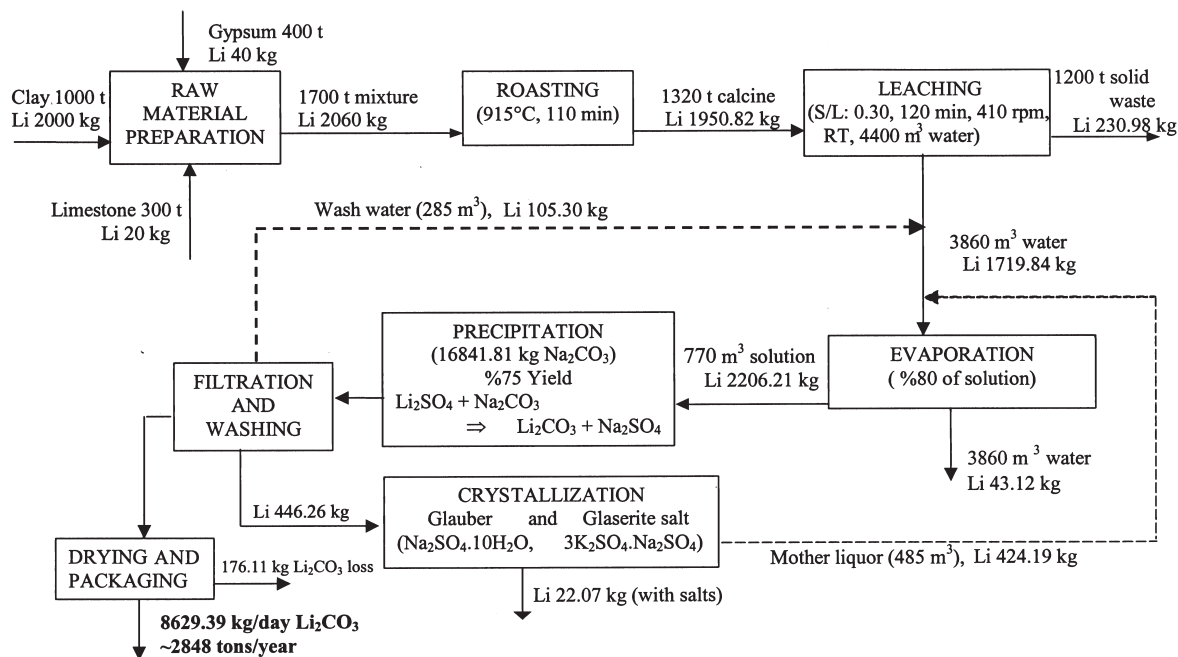 Gypsum 400 t
Li 40 kg
Clay 1000 t
Li 2000 kg
RAW
MATERIAL
PREPARATION
1700 t mixture
Li 2060 kg
ROASTING
(915°C, 110 min)
1320 t calcine
Li 1950.82 kg
LEACHING
(S/L: 0.30, 120 min, 410 rpm,
RT, 4400 m³ water)
1200 t solid
waste
Li 230.98 kg
Limestone 300 t
Li 20 kg
Wash water (285 m³), Li 105.30 kg
3860 m³ water
Li 1719.84 kg
PRECIPITATION
(16841.81 kg Na₂CO₃)
%75 Yield
Li₂SO₄ + Na₂CO₃
⇒ Li₂CO₃ + Na₂SO₄
770 m³ solution
Li 2206.21 kg
EVAPORATION
( %80 of solution)
FILTRATION
AND
WASHING
3860 m ³ water
Li 43.12 kg
Li 446.26 kg
CRYSTALLIZATION
Glauber and Glaserite salt
(Na₂SO₄.10H₂O, 3K₂SO₄.Na₂SO₄)
Mother liquor (485 m³), Li 424.19 kg
DRYING AND
PACKAGING
176.11 kg Li₂CO₃ loss
Li 22.07 kg (with salts)
8629.39 kg/day Li₂CO₃
~2848 tons/year